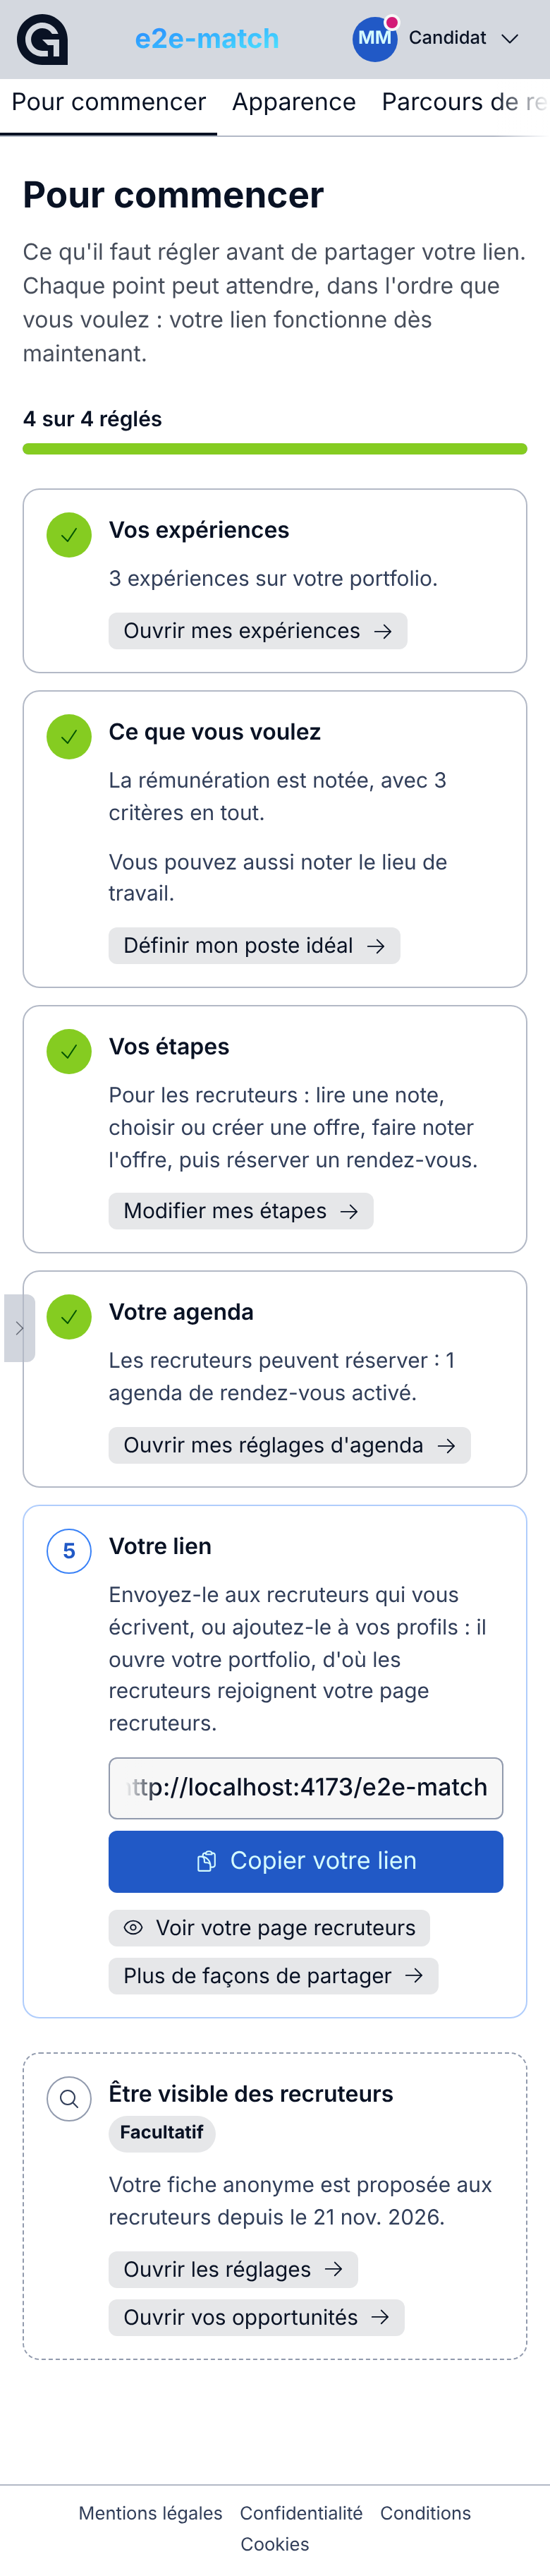 e2e-match
MM
Candidat
Pour commencer
Apparence
Parcours de re
Pour commencer
Ce qu'il faut régler avant de partager votre lien.
Chaque point peut attendre, dans l'ordre que
vous voulez : votre lien fonctionne dès
maintenant.
4 sur 4 réglés
Vos expériences
3 expériences sur votre portfolio.
Ouvrir mes expériences
Ce que vous voulez
La rémunération est notée, avec 3
critères en tout.
Vous pouvez aussi noter le lieu de
travail.
Définir mon poste idéal
Vos étapes
Pour les recruteurs : lire une note,
choisir ou créer une offre, faire noter
l'offre, puis réserver un rendez-vous.
Modifier mes étapes
Votre agenda
Les recruteurs peuvent réserver : 1
agenda de rendez-vous activé.
Ouvrir mes réglages d'agenda
5
Votre lien
Envoyez-le aux recruteurs qui vous
écrivent, ou ajoutez-le à vos profils : il
ouvre votre portfolio, d'où les
recruteurs rejoignent votre page
recruteurs.
ttp://localhost:4173/e2e-match
Copier votre lien
Voir votre page recruteurs
Plus de façons de partager
Être visible des recruteurs
Facultatif
Votre fiche anonyme est proposée aux
recruteurs depuis le 21 nov. 2026.
Ouvrir les réglages
Ouvrir vos opportunités
Mentions légales
Confidentialité
Conditions
Cookies